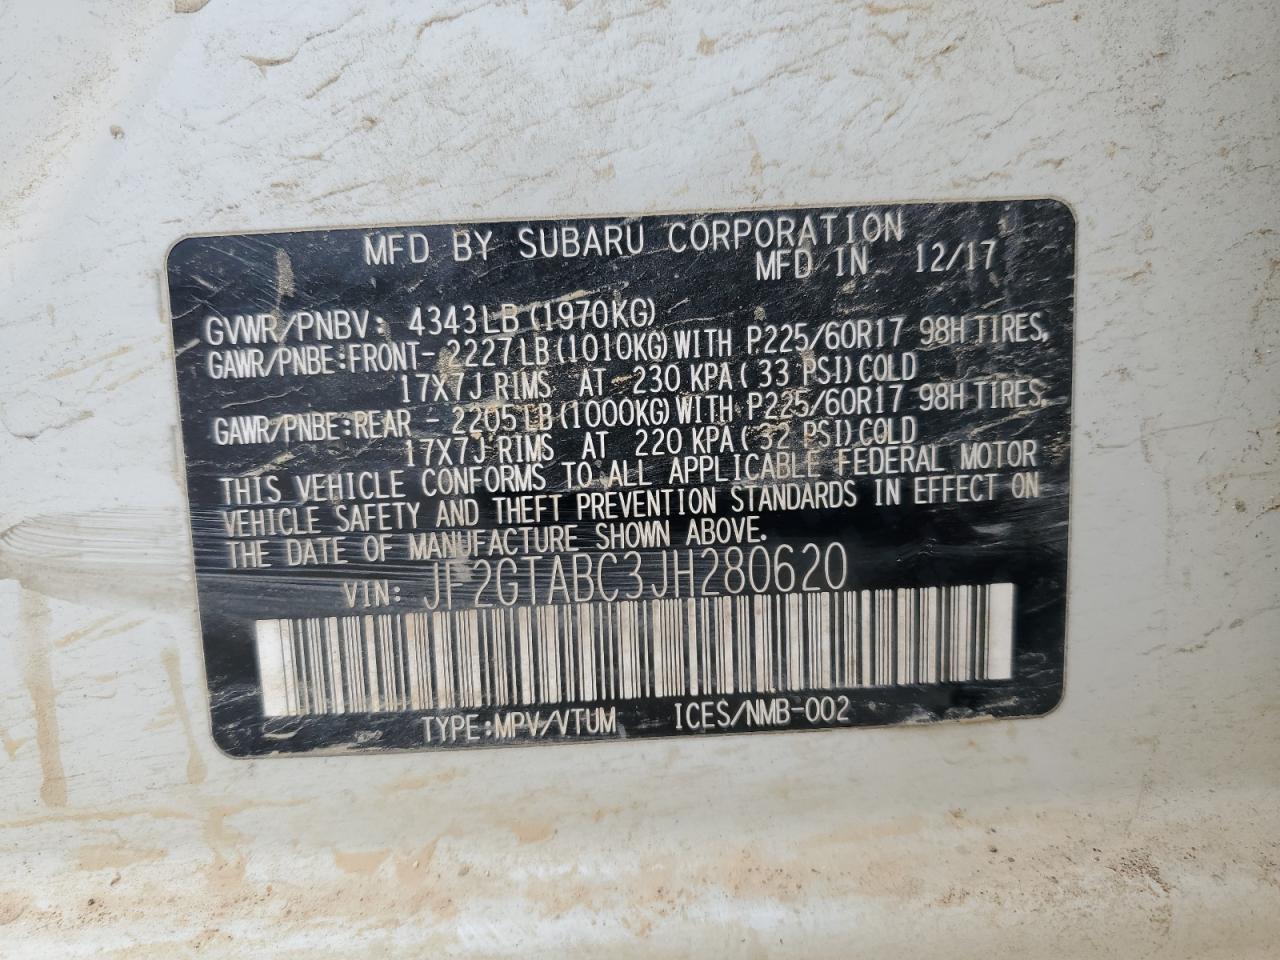 MFD BY SUBARU CORPORATION
MFD IN 12/17
GVWR/PNBV: 4343LB (1970KG)
GAWR/PNBE:FRONT- 2227LB (1010KG) WITH P225/60R17 98H TIRES,
17X7J RIMS AT 230 KPA( 33 PSI) COLD
GAWR/PNBE:REAR - 2205LB (1000KG) WITH P225/60R17 98H TIRES,
17X7J RIMS AT 220 KPA( 32 PSI) COLD
THIS VEHICLE CONFORMS TO ALL APPLICABLE FEDERAL MOTOR
VEHICLE SAFETY AND THEFT PREVENTION STANDARDS IN EFFECT ON
THE DATE OF MANUFACTURE SHOWN ABOVE.
VIN: JF2GTABC3JH280620
TYPE:MPV/VTUM ICES/NMB-002